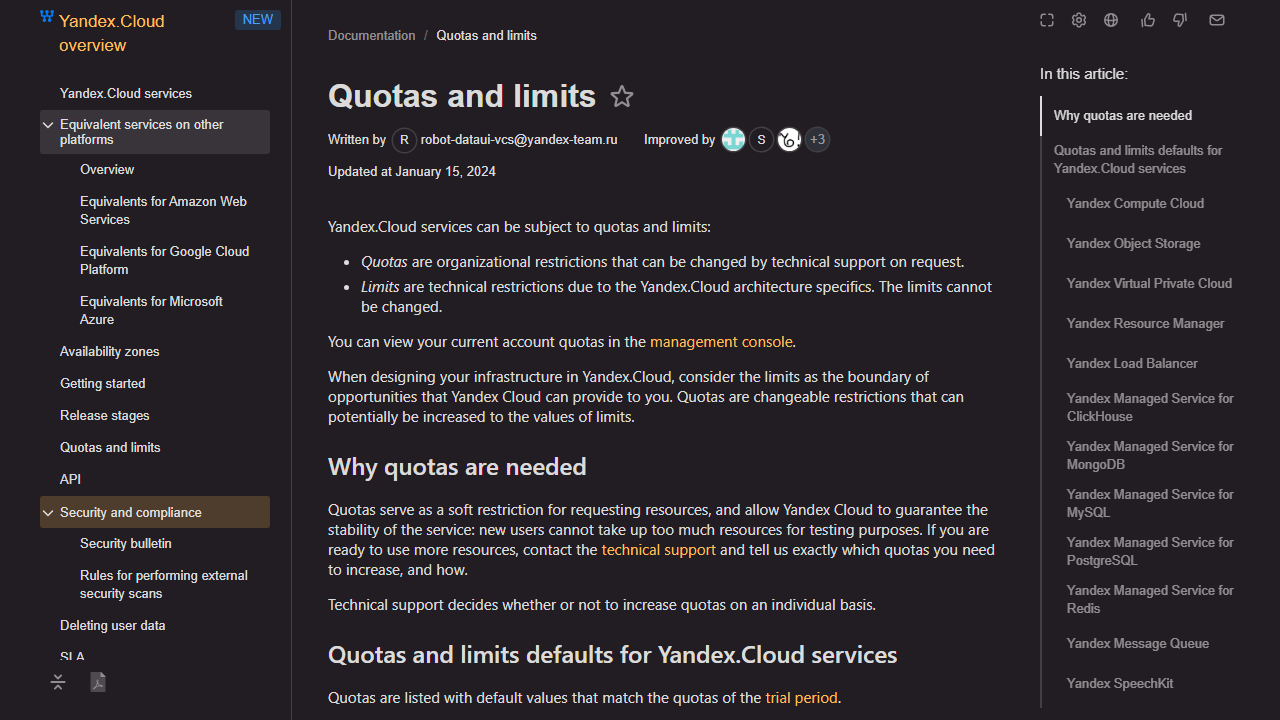 Yandex.Cloud
overview
NEW
Yandex.Cloud services
Equivalent services on other
platforms
Overview
Equivalents for Amazon Web
Services
Equivalents for Google Cloud
Platform
Equivalents for Microsoft
Azure
Availability zones
Getting started
Release stages
Quotas and limits
API
Security and compliance
Security bulletin
Rules for performing external
security scans
Deleting user data
SLA
Documentation / Quotas and limits
Quotas and limits
Written by R robot-dataui-vcs@yandex-team.ru Improved by S +3
Updated at January 15, 2024
Yandex.Cloud services can be subject to quotas and limits:
• Quotas are organizational restrictions that can be changed by technical support on request.
• Limits are technical restrictions due to the Yandex.Cloud architecture specifics. The limits cannot
be changed.
You can view your current account quotas in the management console.
When designing your infrastructure in Yandex.Cloud, consider the limits as the boundary of
opportunities that Yandex Cloud can provide to you. Quotas are changeable restrictions that can
potentially be increased to the values of limits.
Why quotas are needed
Quotas serve as a soft restriction for requesting resources, and allow Yandex Cloud to guarantee the
stability of the service: new users cannot take up too much resources for testing purposes. If you are
ready to use more resources, contact the technical support and tell us exactly which quotas you need
to increase, and how.
Technical support decides whether or not to increase quotas on an individual basis.
Quotas and limits defaults for Yandex.Cloud services
Quotas are listed with default values that match the quotas of the trial period.
In this article:
Why quotas are needed
Quotas and limits defaults for
Yandex.Cloud services
Yandex Compute Cloud
Yandex Object Storage
Yandex Virtual Private Cloud
Yandex Resource Manager
Yandex Load Balancer
Yandex Managed Service for
ClickHouse
Yandex Managed Service for
MongoDB
Yandex Managed Service for
MySQL
Yandex Managed Service for
PostgreSQL
Yandex Managed Service for
Redis
Yandex Message Queue
Yandex SpeechKit